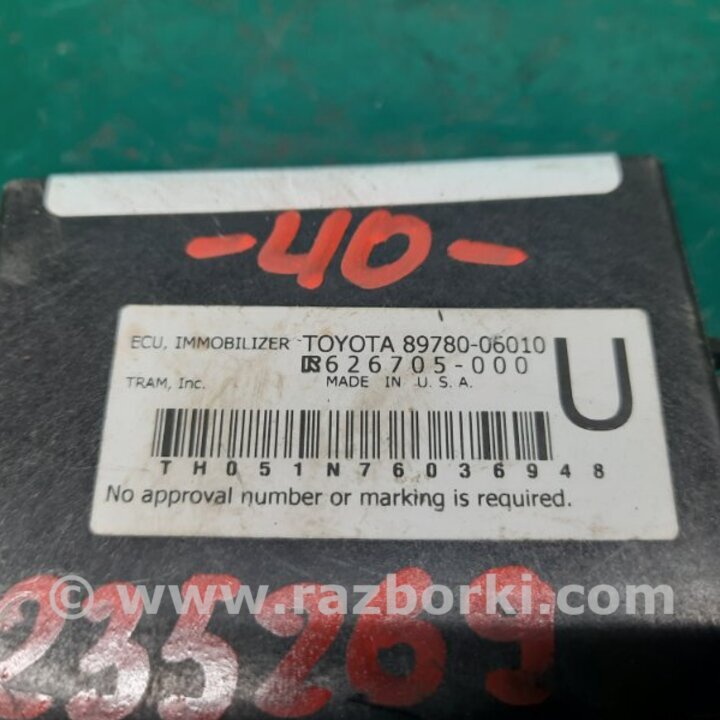 -40-
ECU, IMMOBILIZER TOYOTA 89780-06010
626705-000
U
TRAM, Inc. MADE IN U.S.A.
TH051N76036948
No approval number or marking is required.
© www.razborki.com
235269